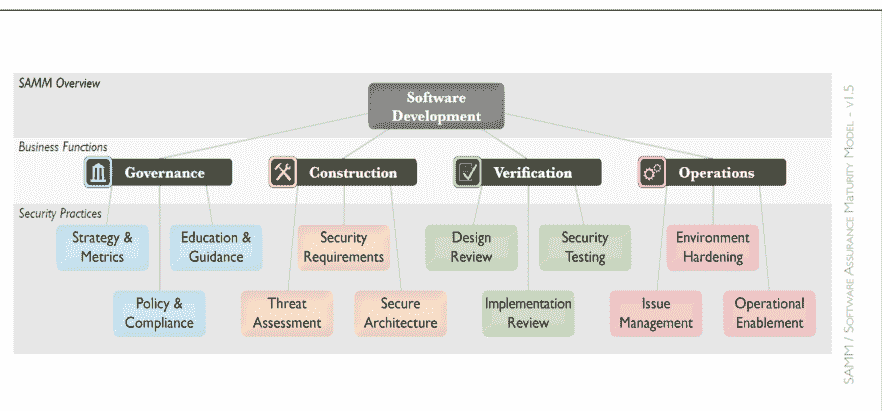 SAMM Overview
Software
Development
Business Functions
Governance
Construction
Verification
Operations
Security Practices
Strategy &
Metrics
Education &
Guidance
Security
Requirements
Design
Review
Security
Testing
Environment
Hardening
Policy &
Compliance
Threat
Assessment
Secure
Architecture
Implementation
Review
Issue
Management
Operational
Enablement
SAMM / Software Assurance Maturity Model - v1.5